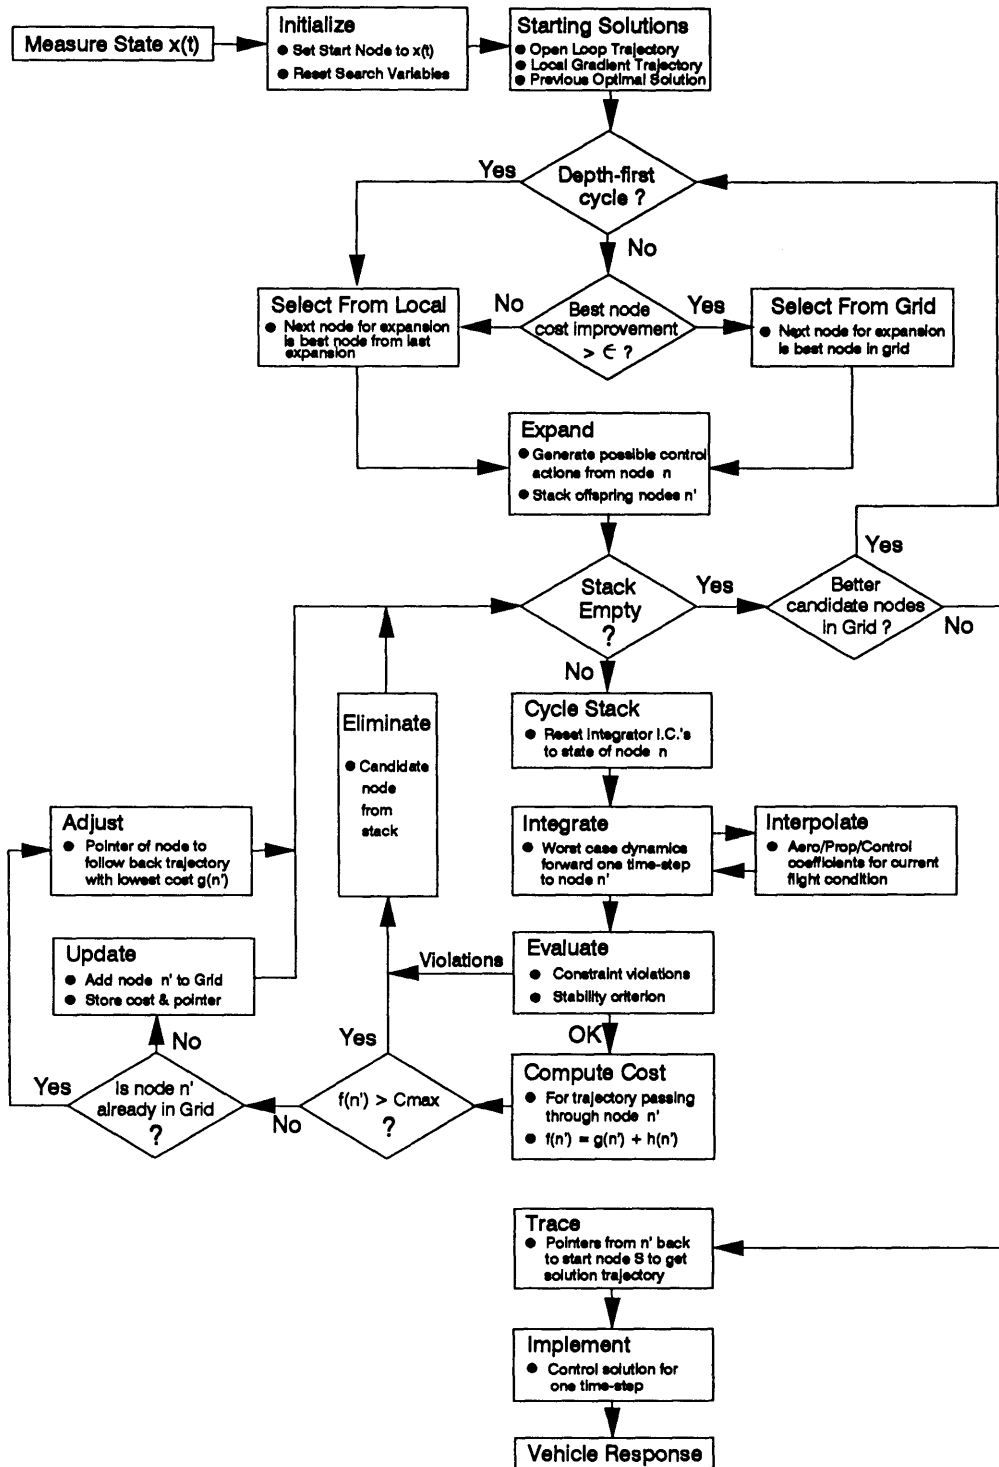 Measure State x(t)
Initialize
● Set Start Node to x(t)
● Reset Search Variables
Starting Solutions
● Open Loop Trajectory
● Local Gradient Trajectory
● Previous Optimal Solution
Depth-first
cycle ?
Yes
No
Select From Local
● Next node for expansion
is best node from last
expansion
No
Best node
cost improvement
> ∈ ?
Yes
Select From Grid
● Next node for expansion
is best node in grid
Expand
● Generate possible control
actions from node n
● Stack offspring nodes n'
Stack
Empty
?
Yes
No
Better
candidate nodes
in Grid ?
Yes
No
Cycle Stack
● Reset Integrator I.C.'s
to state of node n
Eliminate
● Candidate
node
from
stack
Adjust
● Pointer of node to
follow back trajectory
with lowest cost g(n')
Integrate
● Worst case dynamics
forward one time-step
to node n'
Interpolate
● Aero/Prop/Control
coefficients for current
flight condition
Update
● Add node n' to Grid
● Store cost & pointer
Violations
Evaluate
● Constraint violations
● Stability criterion
OK
Yes
No
Yes
Is node n'
already in Grid
?
No
f(n') > Cmax
?
Compute Cost
● For trajectory passing
through node n'
● f(n') = g(n') + h(n')
Trace
● Pointers from n' back
to start node S to get
solution trajectory
Implement
● Control solution for
one time-step
Vehicle Response